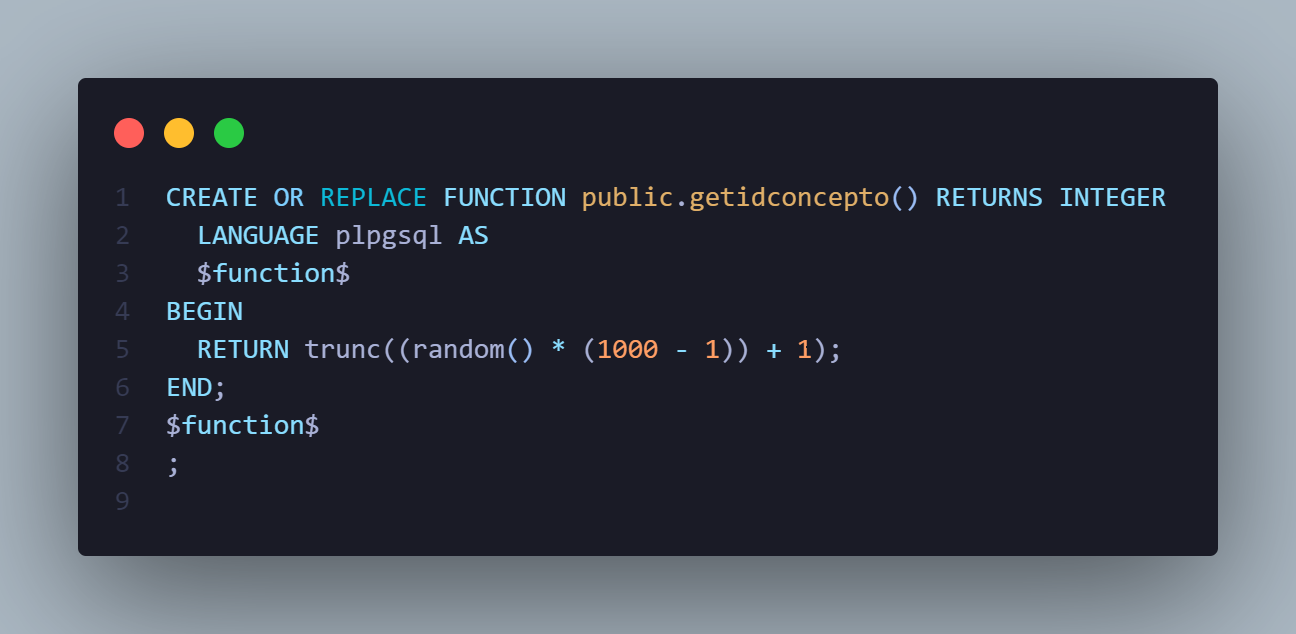 1 CREATE OR REPLACE FUNCTION public.getidconcepto() RETURNS INTEGER
2   LANGUAGE plpgsql AS
3   $function$
4 BEGIN
5   RETURN trunc((random() * (1000 - 1)) + 1);
6 END;
7 $function$
8 ;
9